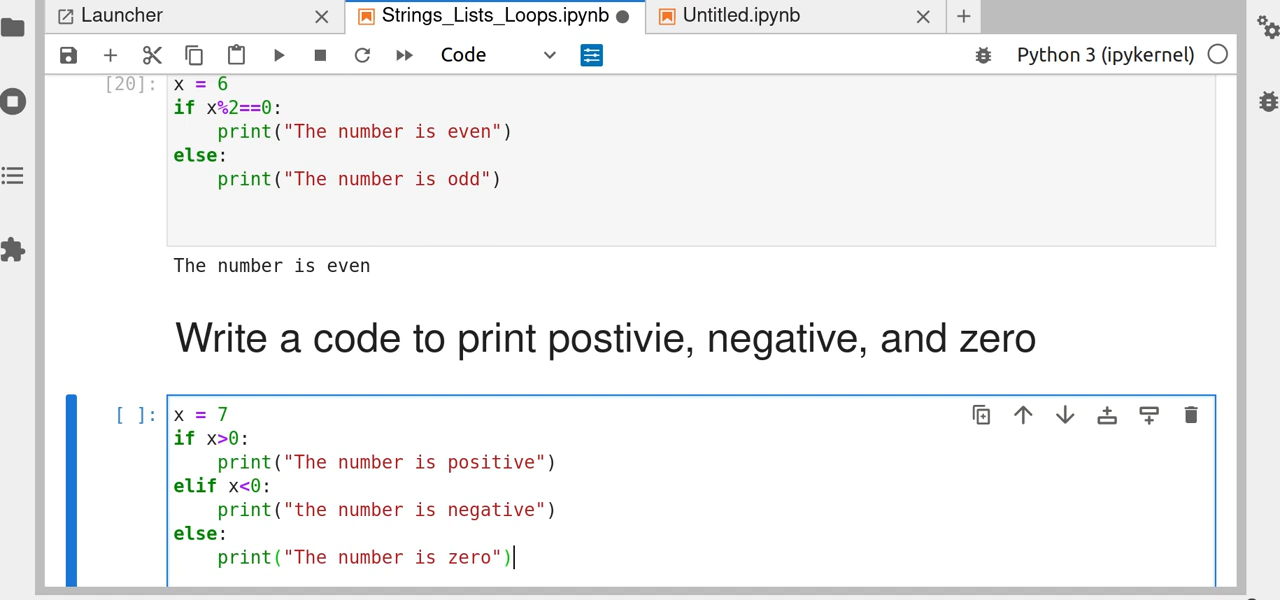 Launcher
Strings_Lists_Loops.ipynb
Untitled.ipynb
Code
Python 3 (ipykernel)
[20]: x = 6
if x%2==0:
    print("The number is even")
else:
    print("The number is odd")
The number is even
Write a code to print postivie, negative, and zero
[ ]: x = 7
if x>0:
    print("The number is positive")
elif x<0:
    print("the number is negative")
else:
    print("The number is zero")